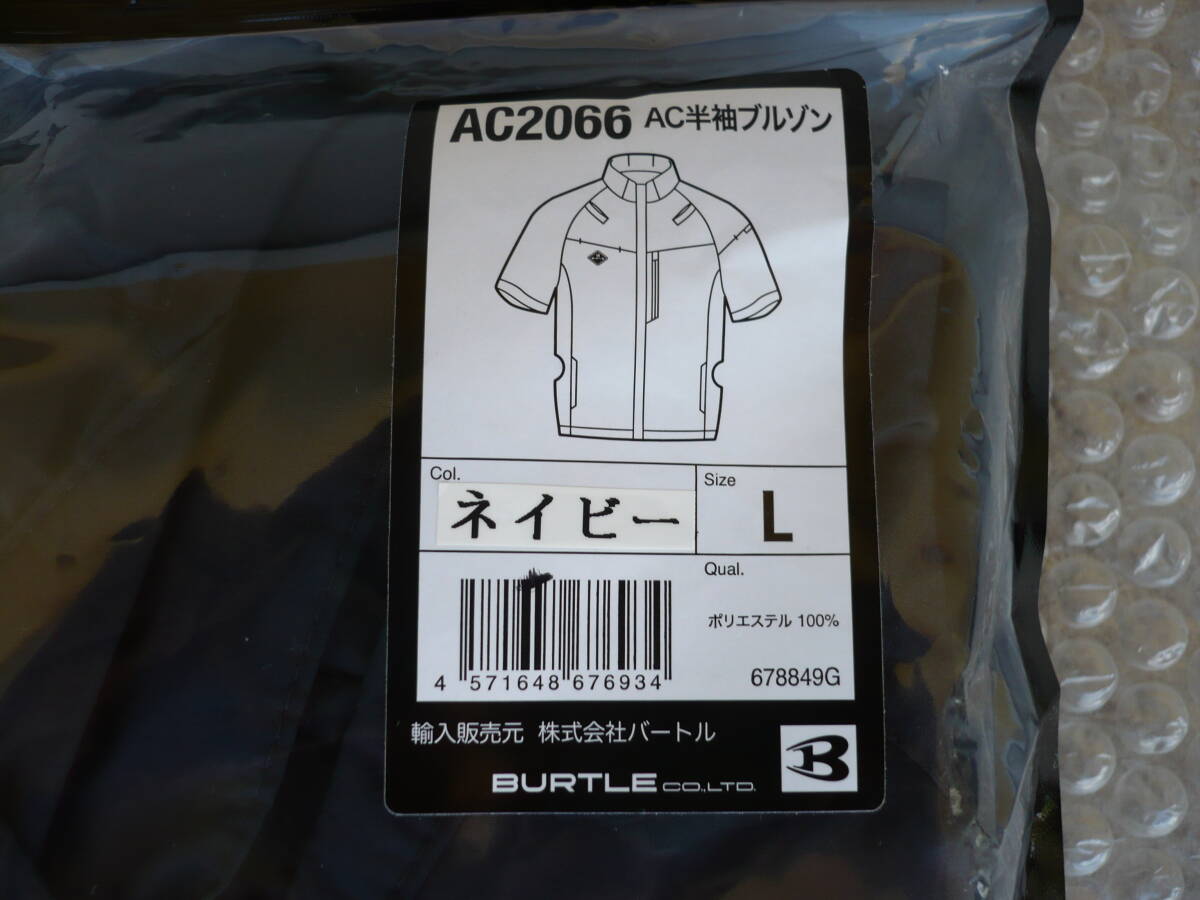 AC2066 AC半袖ブルゾン
Col.
ネイビー
Size
L
Qual.
ポリエステル 100%
4 571648 676934
678849G
輸入販売元 株式会社バートル
BURTLE CO.,LTD.